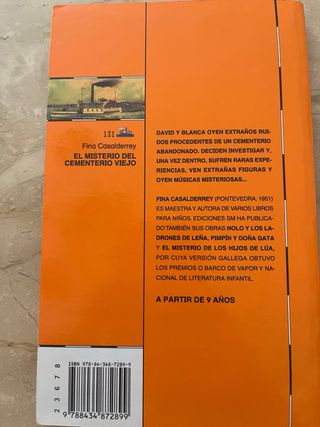 131
Fina Casalderrey
EL MISTERIO DEL
CEMENTERIO VIEJO
DAVID Y BLANCA OYEN EXTRAÑOS RUI-
DOS PROCEDENTES DE UN CEMENTERIO
ABANDONADO. DECIDEN INVESTIGAR Y,
UNA VEZ DENTRO, SUFREN RARAS EXPE-
RIENCIAS, VEN EXTRAÑAS FIGURAS Y
OYEN MÚSICAS MISTERIOSAS...
FINA CASALDERREY (PONTEVEDRA, 1951)
ES MAESTRA Y AUTORA DE VARIOS LIBROS
PARA NIÑOS. EDICIONES SM HA PUBLICA-
DO TAMBIÉN SUS OBRAS NOLO Y LOS LA-
DRONES DE LEÑA, PIMPÍN Y DOÑA GATA
Y EL MISTERIO DE LOS HIJOS DE LÚA,
POR CUYA VERSIÓN GALLEGA OBTUVO
LOS PREMIOS O BARCO DE VAPOR Y NA-
CIONAL DE LITERATURA INFANTIL.
A PARTIR DE 9 AÑOS
ISBN 978-84-348-7289-9
23678
9 788434 872899